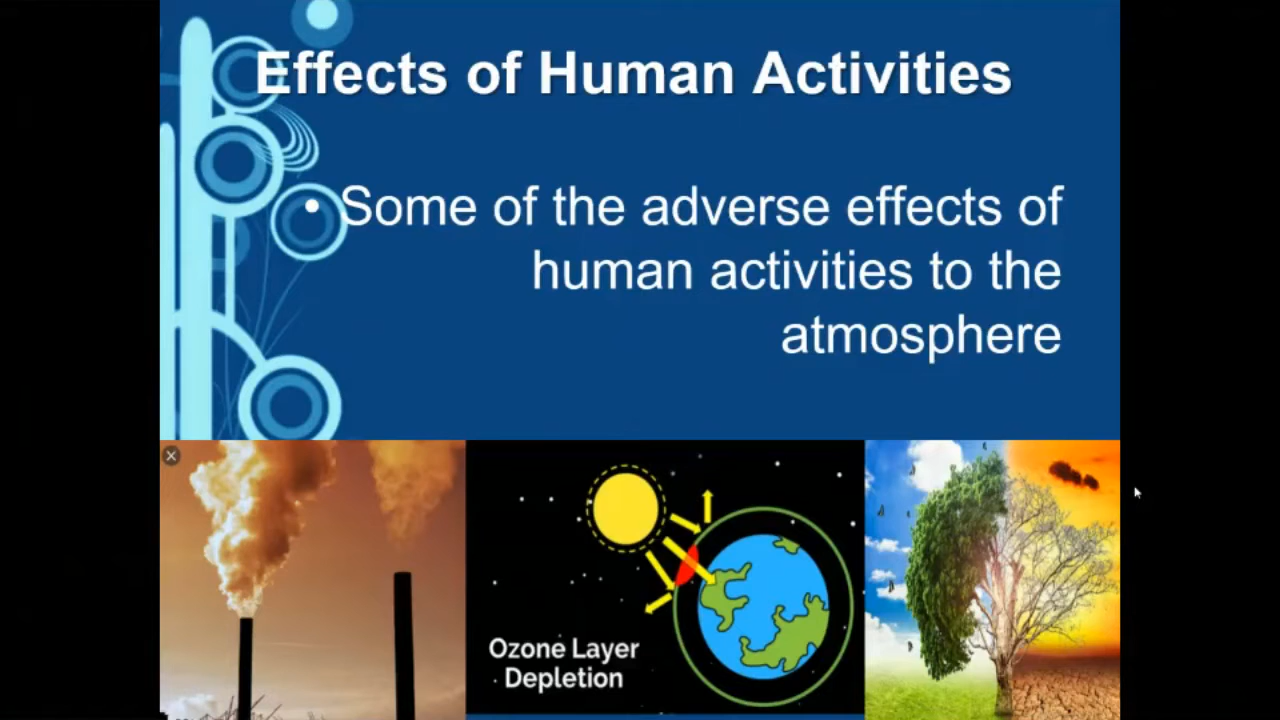 Effects of Human Activities
• Some of the adverse effects of
human activities to the
atmosphere
Ozone Layer
Depletion